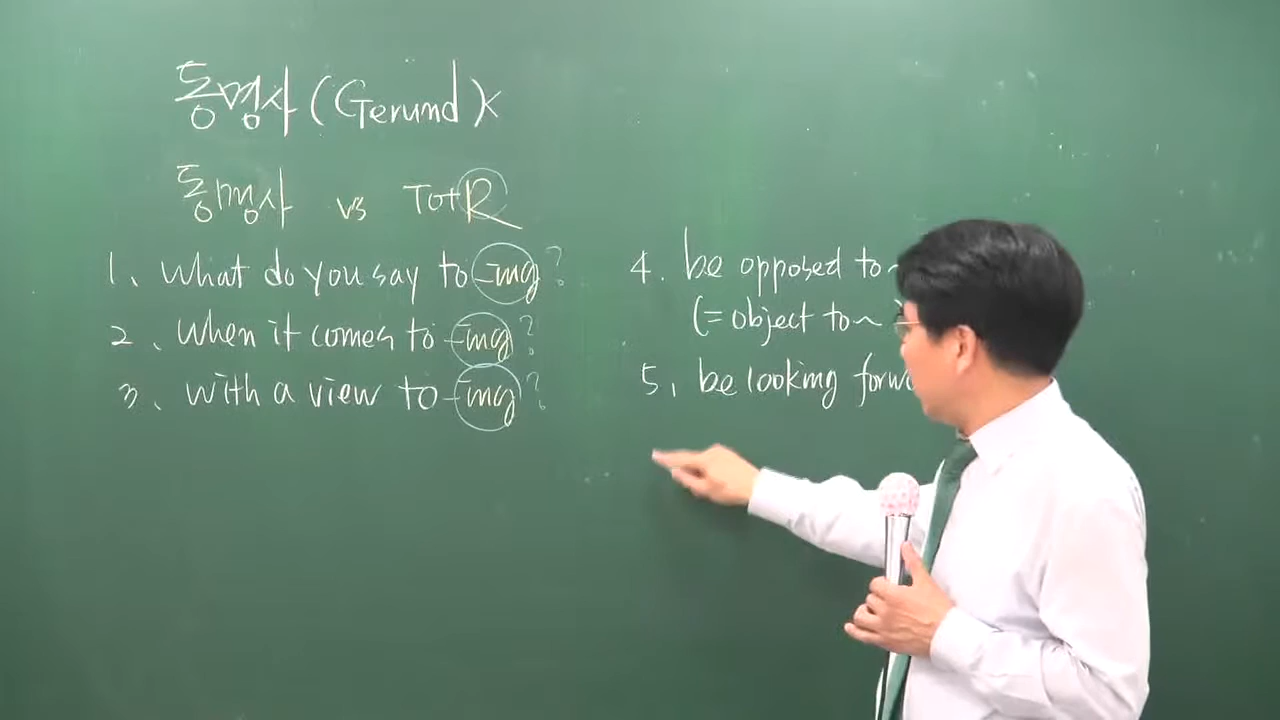 동명사 (Gerund)
동명사 vs To+R
1. What do you say to -ing?
2. When it comes to -ing?
3. with a view to -ing?
4. be opposed to
(= object to ~
5. be looking